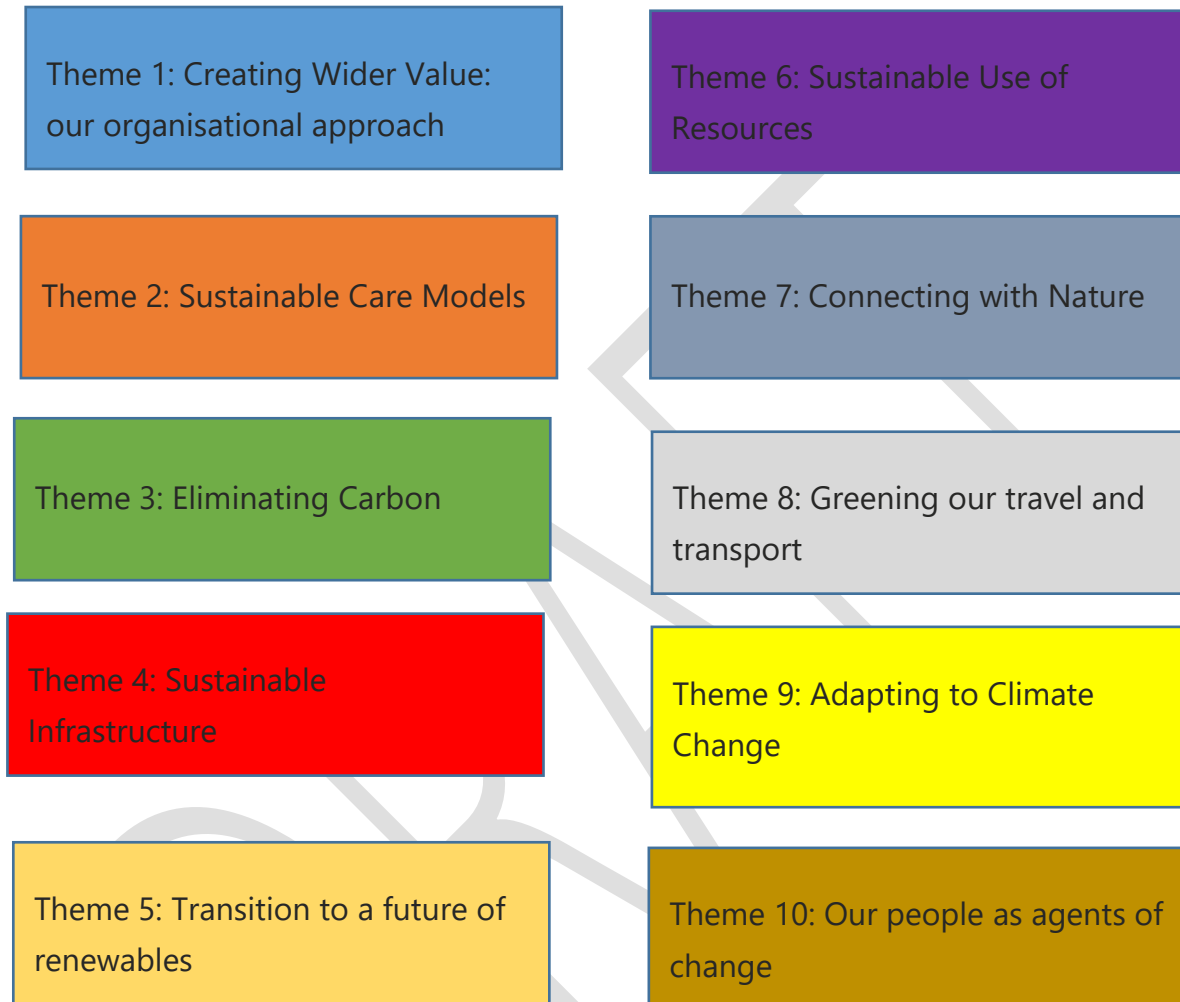 Theme 1: Creating Wider Value:
our organisational approach
Theme 2: Sustainable Care Models
Theme 3: Eliminating Carbon
Theme 4: Sustainable
Infrastructure
Theme 5: Transition to a future of
renewables
Theme 6: Sustainable Use of
Resources
Theme 7: Connecting with Nature
Theme 8: Greening our travel and
transport
Theme 9: Adapting to Climate
Change
Theme 10: Our people as agents of
change